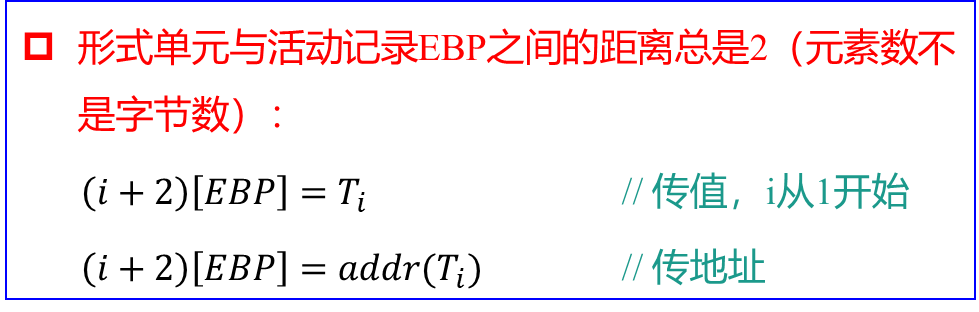 形式单元与活动记录EBP之间的距离总是2（元素数不
是字节数）：
(i + 2)[EBP] = Tᵢ // 传值，i从1开始
(i + 2)[EBP] = addr(Tᵢ) // 传地址